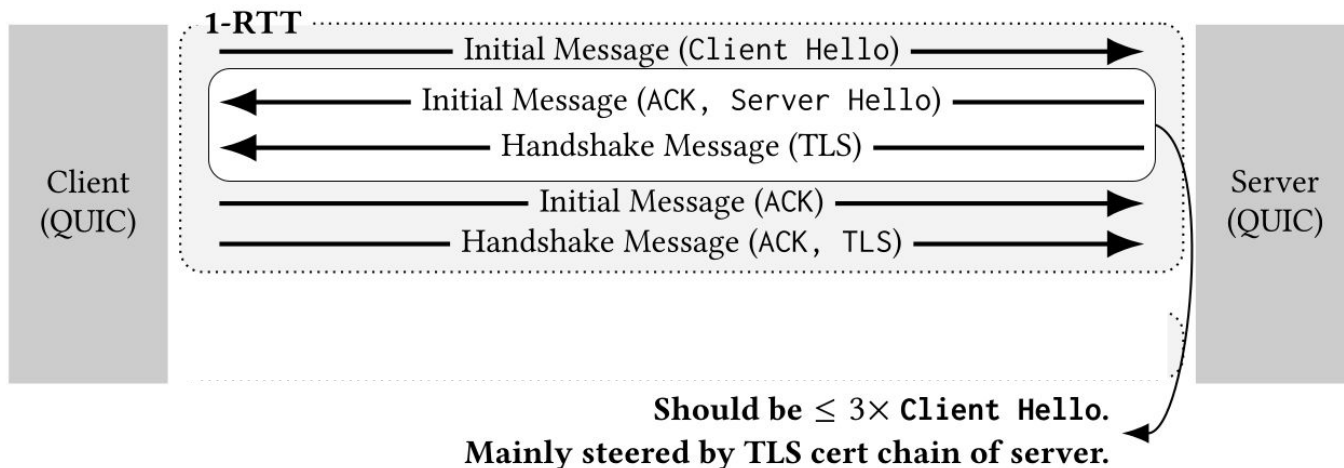 1-RTT
Initial Message (Client Hello)
Initial Message (ACK, Server Hello)
Handshake Message (TLS)
Client
(QUIC)
Server
(QUIC)
Initial Message (ACK)
Handshake Message (ACK, TLS)
Should be ≤ 3× Client Hello.
Mainly steered by TLS cert chain of server.